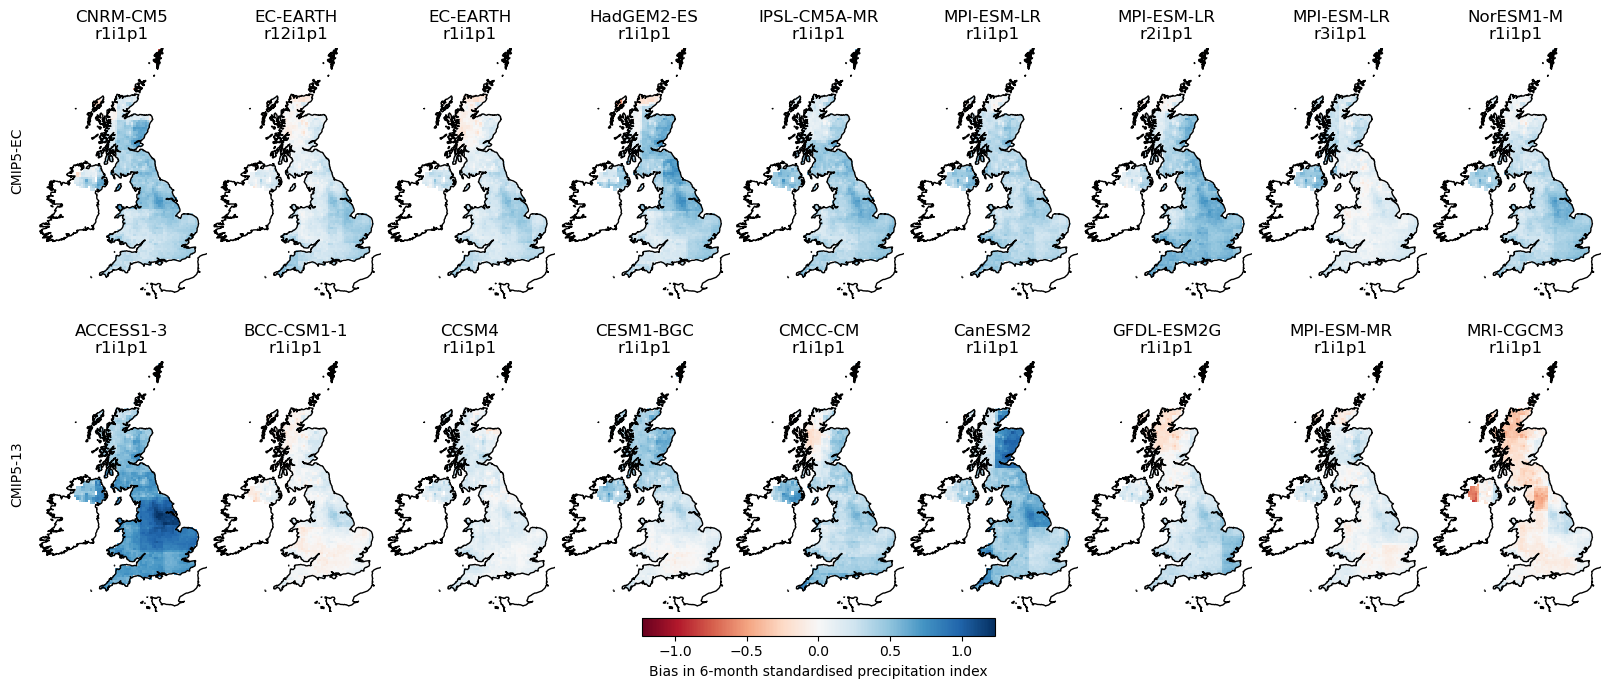 CNRM-CM5 EC-EARTH EC-EARTH HadGEM2-ES IPSL-CM5A-MR MPI-ESM-LR MPI-ESM-LR MPI-ESM-LR NorESM1-M
r1i1p1 r12i1p1 r1i1p1 r1i1p1 r1i1p1 r1i1p1 r2i1p1 r3i1p1 r1i1p1
CMIP5-EC
ACCESS1-3 BCC-CSM1-1 CCSM4 CESM1-BGC CMCC-CM CanESM2 GFDL-ESM2G MPI-ESM-MR MRI-CGCM3
r1i1p1 r1i1p1 r1i1p1 r1i1p1 r1i1p1 r1i1p1 r1i1p1 r1i1p1 r1i1p1
CMIP5-13
−1.0 −0.5 0.0 0.5 1.0
Bias in 6-month standardised precipitation index